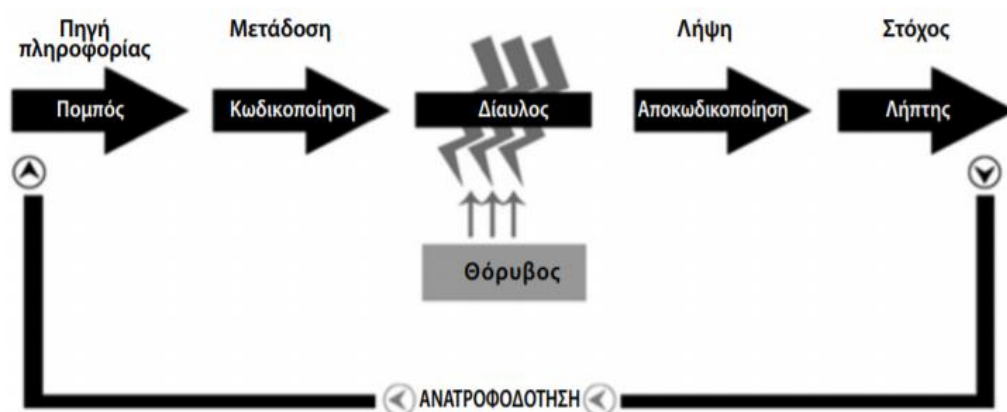 Πηγή
πληροφορίας
Μετάδοση
Λήψη
Στόχος
Πομπός
Κωδικοποίηση
Δίαυλος
Αποκωδικοποίηση
Λήπτης
Θόρυβος
ΑΝΑΤΡΟΦΟΔΟΤΗΣΗ